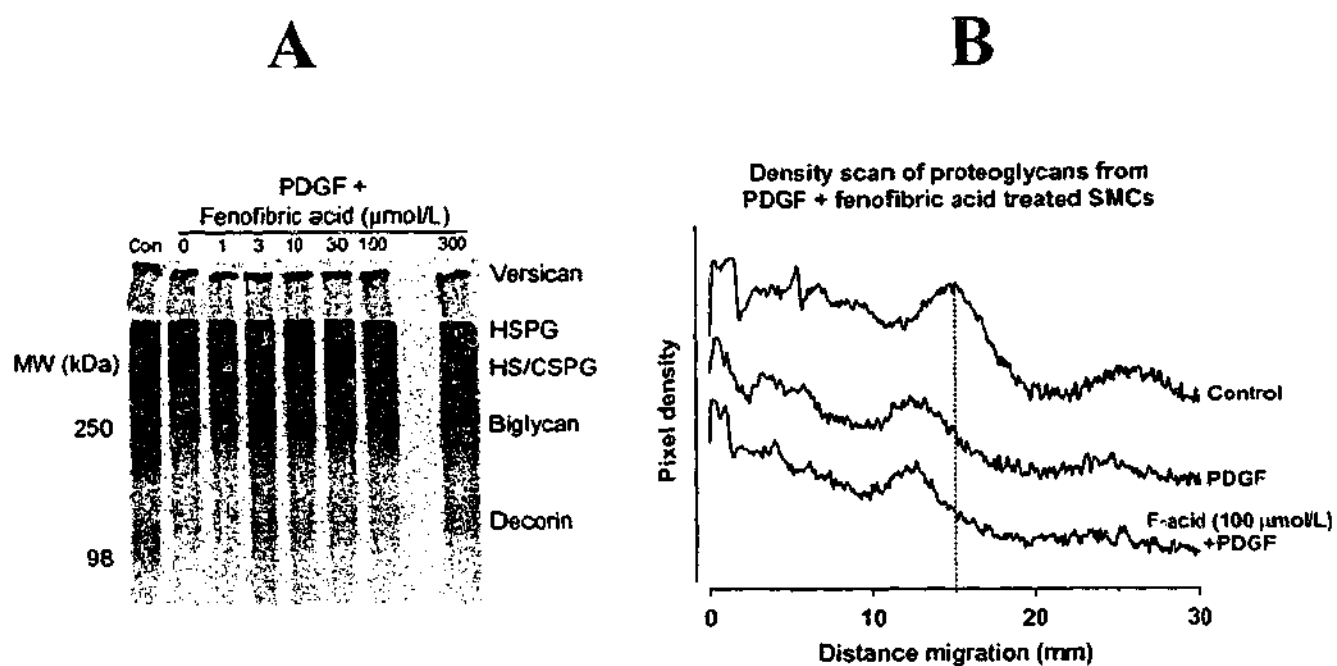 A
PDGF +
Fenofibric acid (µmol/L)
Con 0 1 3 10 30 100 300
Versican
HSPG
MW (kDa)
HS/CSPG
250
Biglycan
Decorin
98
B
Density scan of proteoglycans from
PDGF + fenofibric acid treated SMCs
Pixel density
Control
PDGF
F-acid (100 µmol/L)
+PDGF
0 10 20 30
Distance migration (mm)